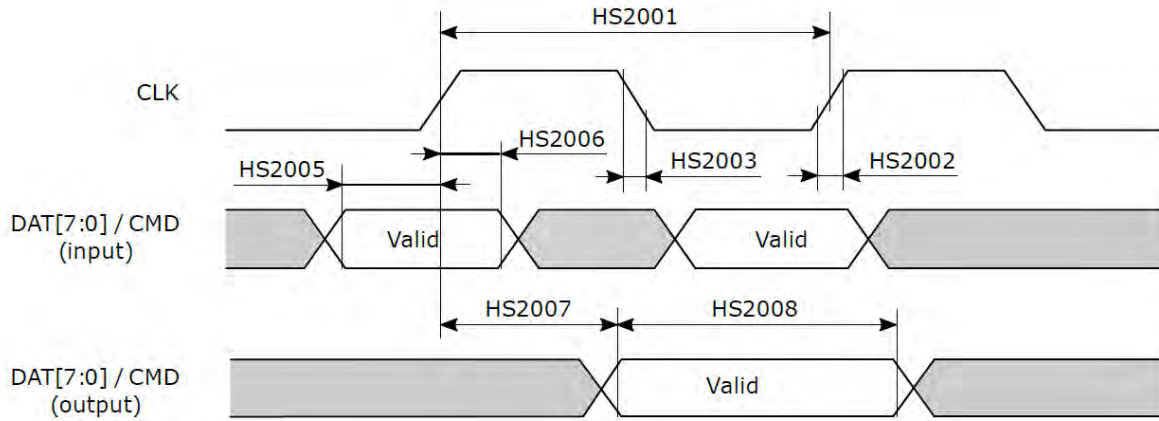 HS2001
CLK
HS2006
HS2005
HS2003
HS2002
DAT[7:0] / CMD
(input)
Valid
Valid
HS2007
HS2008
DAT[7:0] / CMD
(output)
Valid